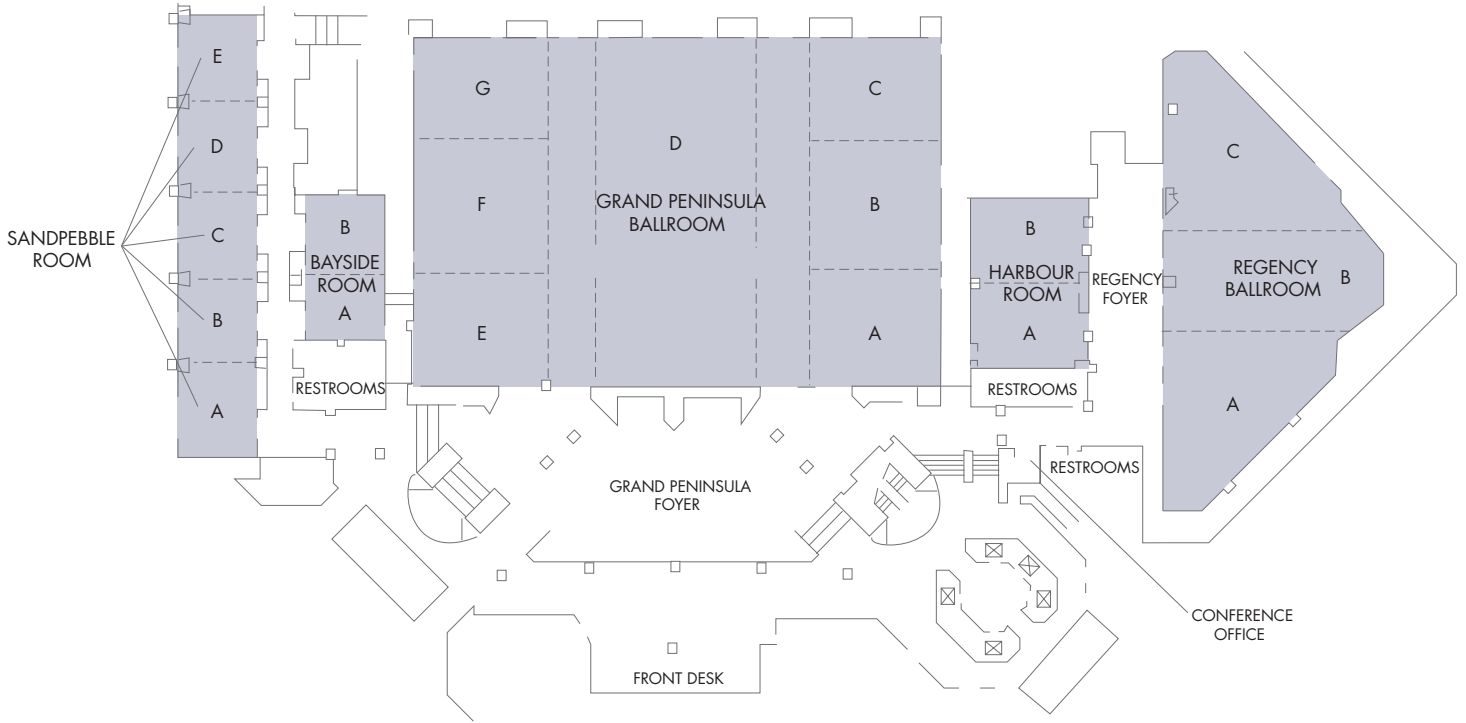 SANDPEBBLE
ROOM
E
D
C
B
A
B
BAYSIDE
ROOM
A
RESTROOMS
G
F
E
D
GRAND PENINSULA
BALLROOM
C
B
A
B
HARBOUR
ROOM
A
RESTROOMS
REGENCY
FOYER
C
REGENCY
BALLROOM
B
A
RESTROOMS
GRAND PENINSULA
FOYER
CONFERENCE
OFFICE
FRONT DESK